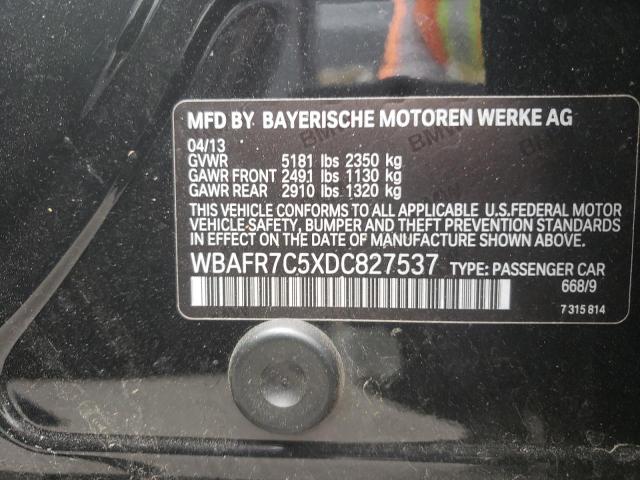 MFD BY BAYERISCHE MOTOREN WERKE AG
04/13
GVWR 5181 lbs 2350 kg
GAWR FRONT 2491 lbs 1130 kg
GAWR REAR 2910 lbs 1320 kg
THIS VEHICLE CONFORMS TO ALL APPLICABLE U.S.FEDERAL MOTOR
VEHICLE-SAFETY, BUMPER AND THEFT PREVENTION STANDARDS
IN EFFECT ON THE DATE OF MANUFACTURE SHOWN ABOVE.
WBAFR7C5XDC827537 TYPE: PASSENGER CAR
668/9
7 315 814